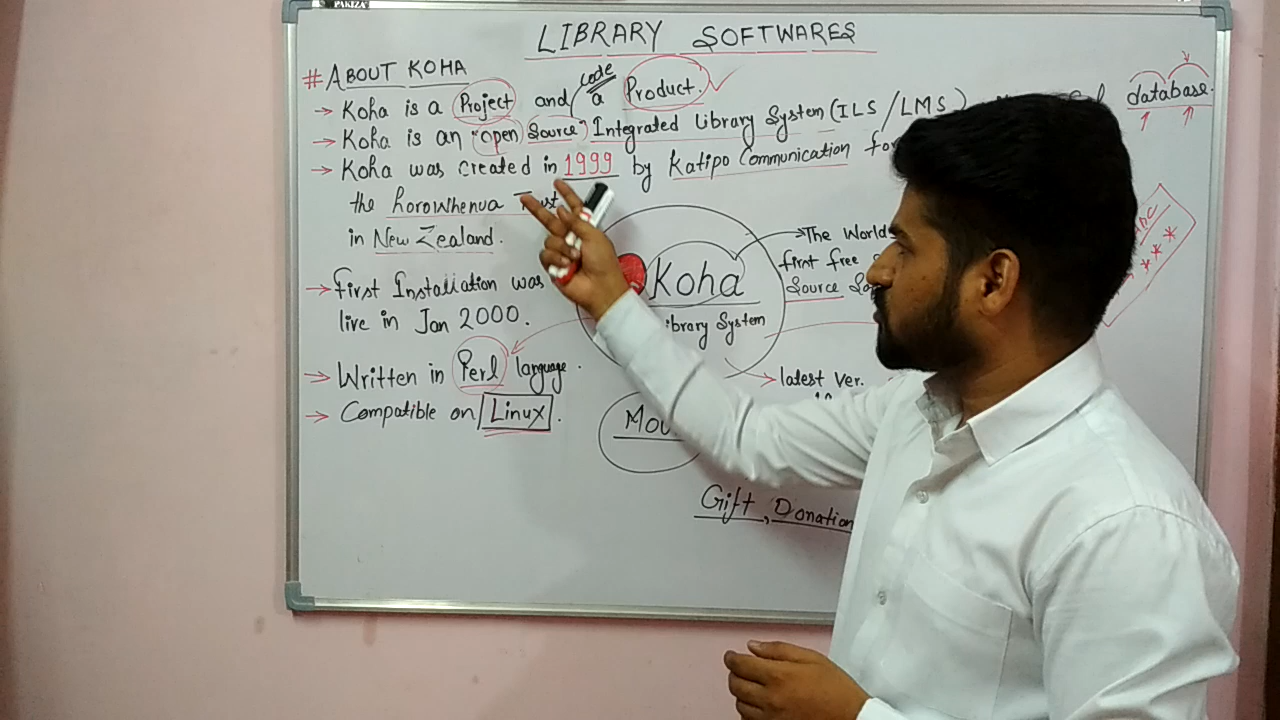 PAKIZA
LIBRARY SOFTWARES
# ABOUT KOHA
→ Koha is a Project and a Product.
code
→ Koha is an "open Source" Integrated Library System (ILS/LMS)
database.
→ Koha was created in 1999 by Katipo Communication for
the horowhenua
in New Zealand.
→ first Installation was
live in Jan 2000.
→ Written in Perl language.
→ Compatible on Linux.
Koha
System
→ The World
first free
Source
→ latest Ver.
Gift, Donation